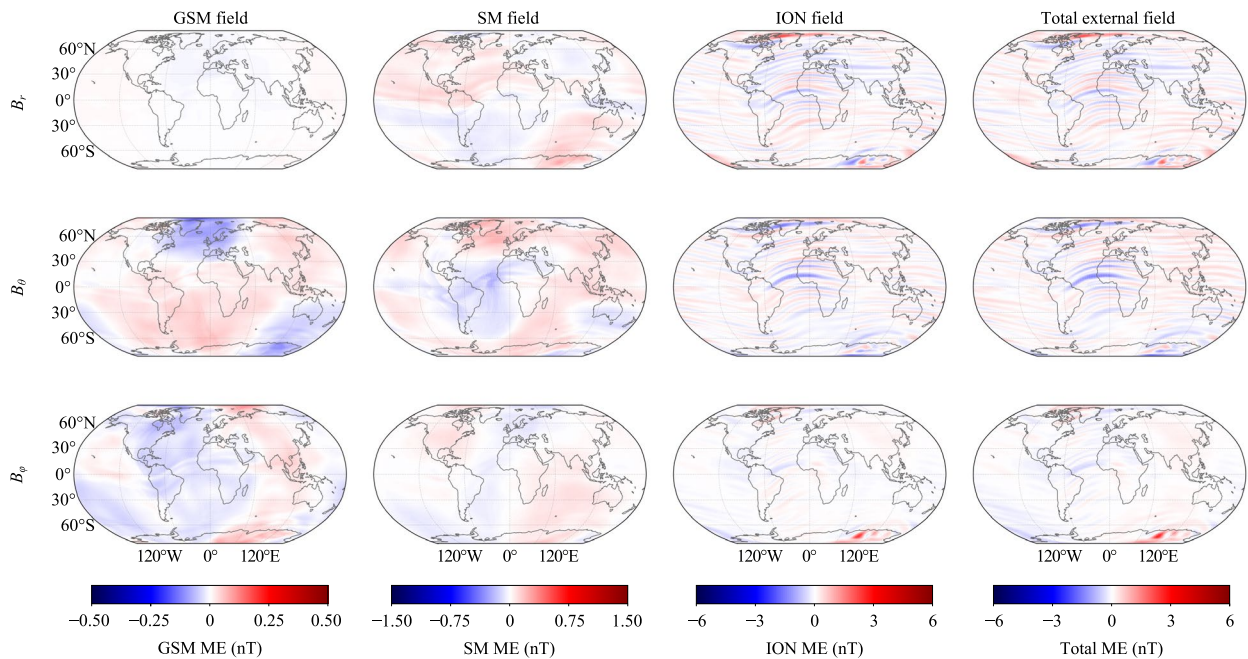 GSM field SM field ION field Total external field
60°N
30°
B_r 0°
30°
60°S
60°N
30°
B_θ 0°
30°
60°S
60°N
30°
B_φ 0°
30°
60°S
120°W 0° 120°E 120°W 0° 120°E 120°W 0° 120°E 120°W 0° 120°E
−0.50 −0.25 0 0.25 0.50 −1.50 −0.75 0 0.75 1.50 −6 −3 0 3 6 −6 −3 0 3 6
GSM ME (nT) SM ME (nT) ION ME (nT) Total ME (nT)